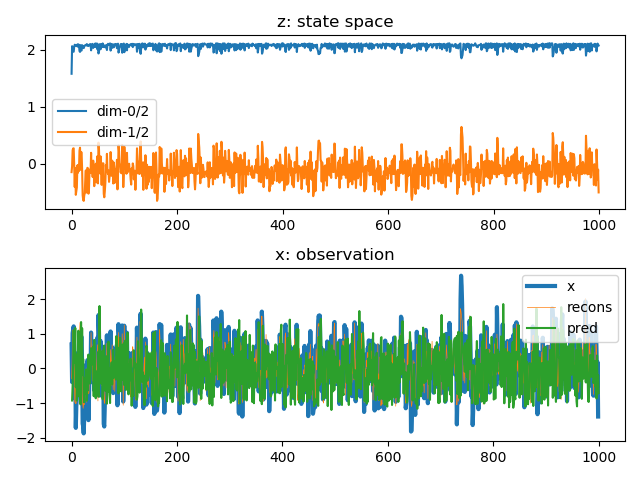 z: state space
2
1
0
dim-0/2
dim-1/2
0 200 400 600 800 1000
x: observation
2
1
0
−1
−2
x
recons
pred
0 200 400 600 800 1000